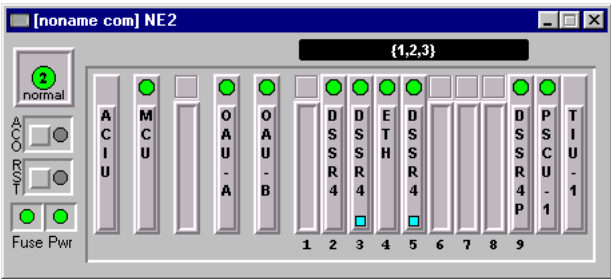 [noname com] NE2
{1,2,3}
2
normal
ACO
RST
Fuse Pwr
ACIU
MCU
OAU-A
OAU-B
DSSR4
DSSR4
ETH
DSSR4
DSSR4P
PSCU-1
TIU-1
1 2 3 4 5 6 7 8 9